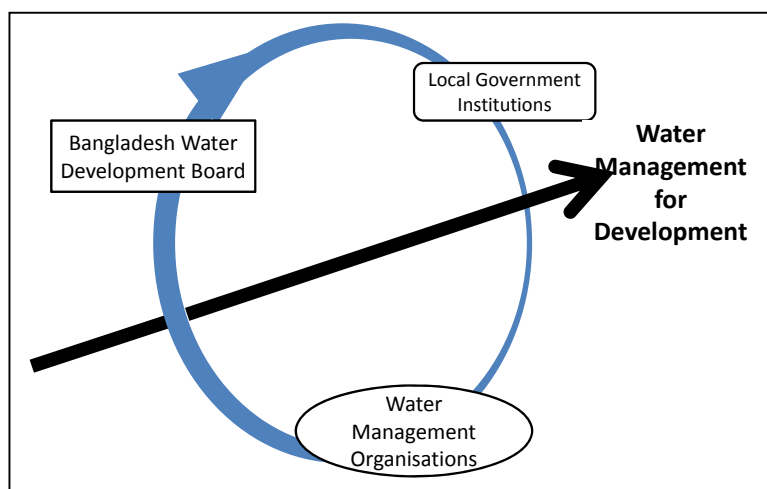 Local Government
Institutions
Bangladesh Water
Development Board
Water
Management
for
Development
Water
Management
Organisations